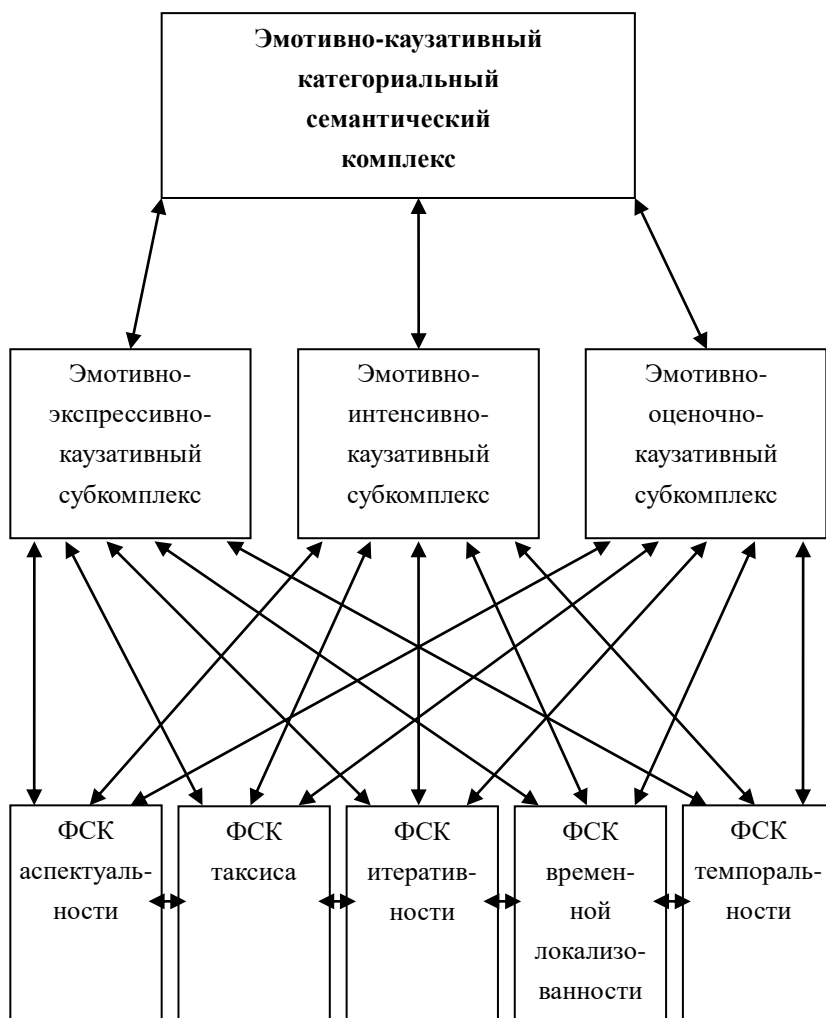 Эмотивно-каузативный
категориальный
семантический
комплекс
Эмотивно-
экспрессивно-
каузативный
субкомплекс
Эмотивно-
интенсивно-
каузативный
субкомплекс
Эмотивно-
оценочно-
каузативный
субкомплекс
ФСК
аспектуаль-
ности
ФСК
таксиса
ФСК
итератив-
ности
ФСК
времен-
ной
локализо-
ванности
ФСК
темпораль-
ности